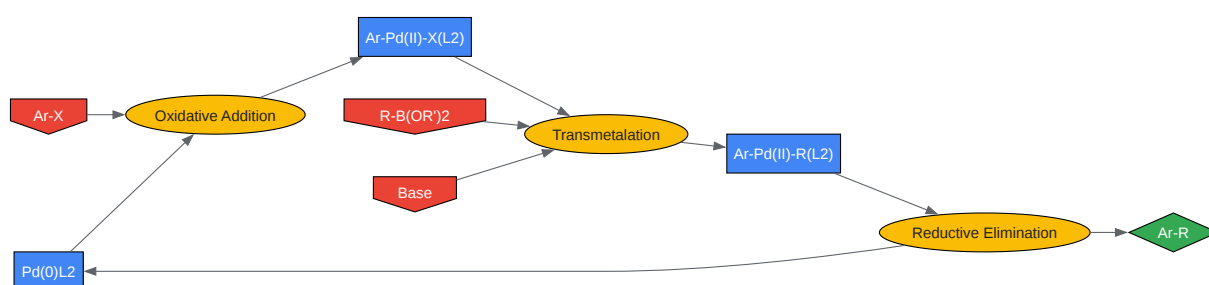 Ar-Pd(II)-X(L2)
Ar-X
Oxidative Addition
R-B(OR')2
Transmetalation
Ar-Pd(II)-R(L2)
Base
Reductive Elimination
Ar-R
Pd(0)L2